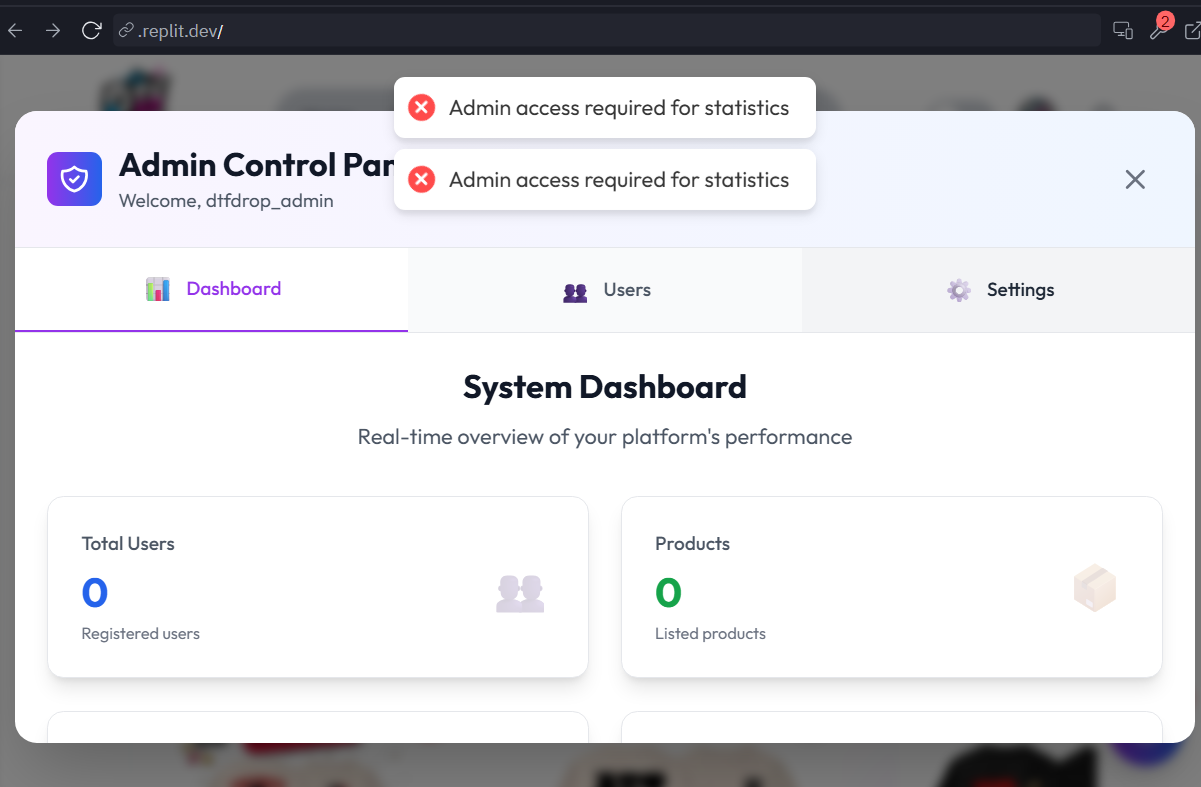 .replit.dev/
2
Admin access required for statistics
Admin access required for statistics
Admin Control Pan
Welcome, dtfdrop_admin
Dashboard
Users
Settings
System Dashboard
Real-time overview of your platform's performance
Total Users
0
Registered users
Products
0
Listed products